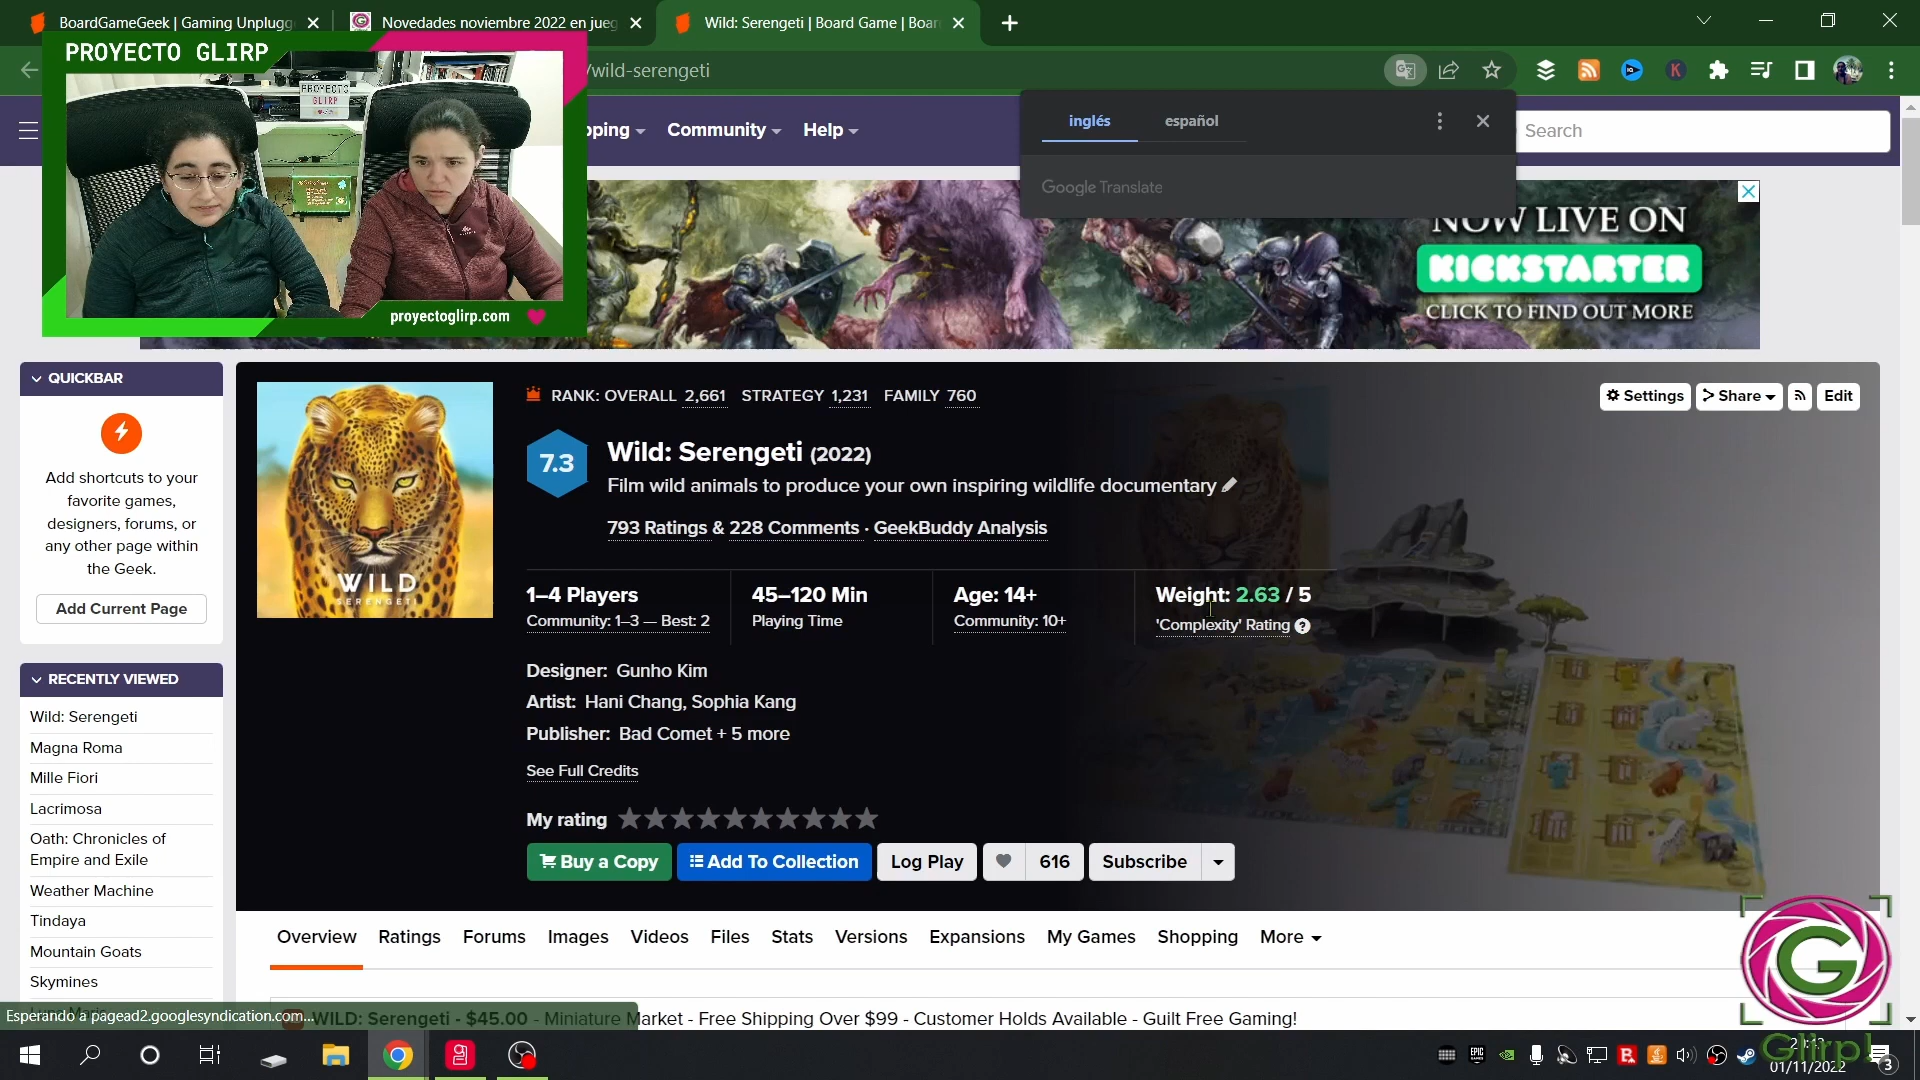 BoardGameGeek | Gaming Unplugg
Novedades noviembre 2022 en jueg
Wild: Serengeti | Board Game | Boar
PROYECTO GLIRP
/wild-serengeti
PROYECTO
GLIRP
proyectoglirp.com
pping
Community
Help
inglés
español
Google Translate
Search
NOW LIVE ON
KICKSTARTER
CLICK TO FIND OUT MORE
QUICKBAR
Add shortcuts to your
favorite games,
designers, forums, or
any other page within
the Geek.
Add Current Page
RECENTLY VIEWED
Wild: Serengeti
Magna Roma
Mille Fiori
Lacrimosa
Oath: Chronicles of
Empire and Exile
Weather Machine
Tindaya
Mountain Goats
Skymines
WILD
SERENGETI
RANK: OVERALL 2,661 STRATEGY 1,231 FAMILY 760
Settings
Share
Edit
7.3
Wild: Serengeti (2022)
Film wild animals to produce your own inspiring wildlife documentary
793 Ratings & 228 Comments · GeekBuddy Analysis
1–4 Players
Community: 1–3 — Best: 2
45–120 Min
Playing Time
Age: 14+
Community: 10+
Weight: 2.63 / 5
'Complexity' Rating
Designer: Gunho Kim
Artist: Hani Chang, Sophia Kang
Publisher: Bad Comet + 5 more
See Full Credits
My rating
Buy a Copy
Add To Collection
Log Play
616
Subscribe
Overview
Ratings
Forums
Images
Videos
Files
Stats
Versions
Expansions
My Games
Shopping
More
Esperando a pagead2.googlesyndication.com...
WILD: Serengeti - $45.00 - Miniature Market - Free Shipping Over $99 - Customer Holds Available - Guilt Free Gaming!
G
Glirp!
01/11/2022
3